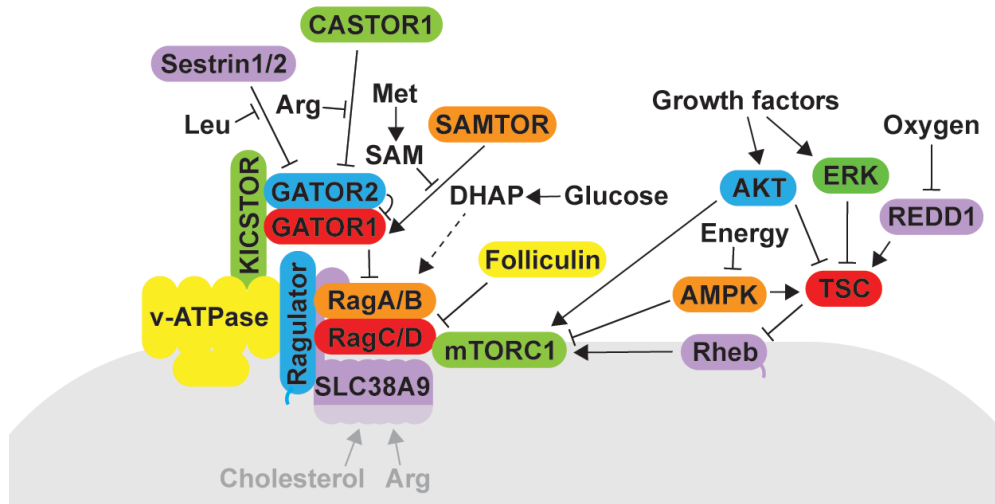 CASTOR1
Sestrin1/2
Arg
Met
Leu
SAMTOR
SAM
Growth factors
Oxygen
KICSTOR
GATOR2
GATOR1
DHAP
Glucose
AKT
ERK
REDD1
Energy
Folliculin
Ragulator
RagA/B
AMPK
TSC
v-ATPase
RagC/D
mTORC1
Rheb
SLC38A9
Cholesterol
Arg